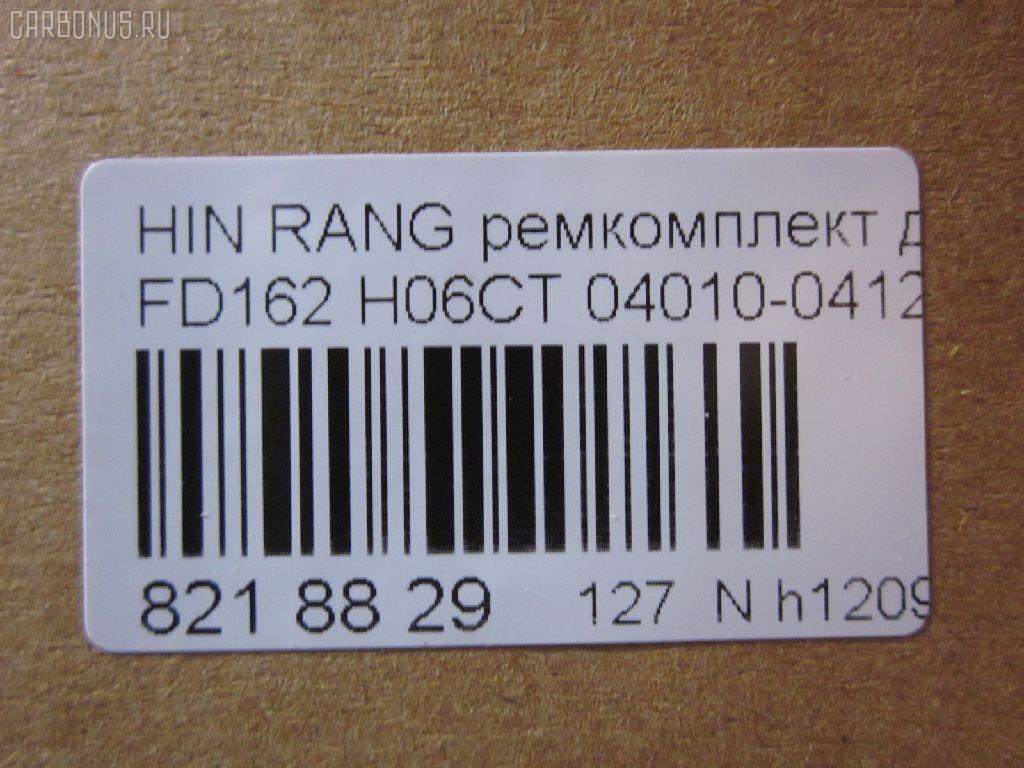 CARBONUS.RU
HIN RANG ремкомплект
FD162 H06CT 04010-0412
821 88 29 127 N h1209